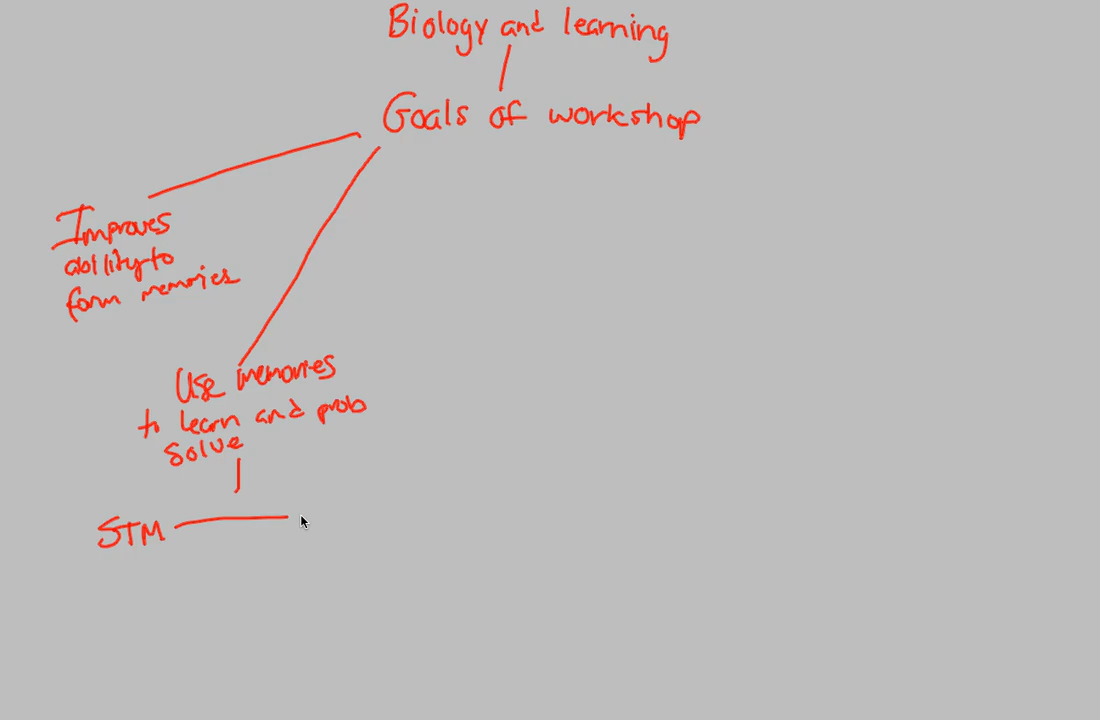 Biology and learning
Goals of workshop
Improves
ability to
form memories
Use memories
to learn and prob
solve
STM